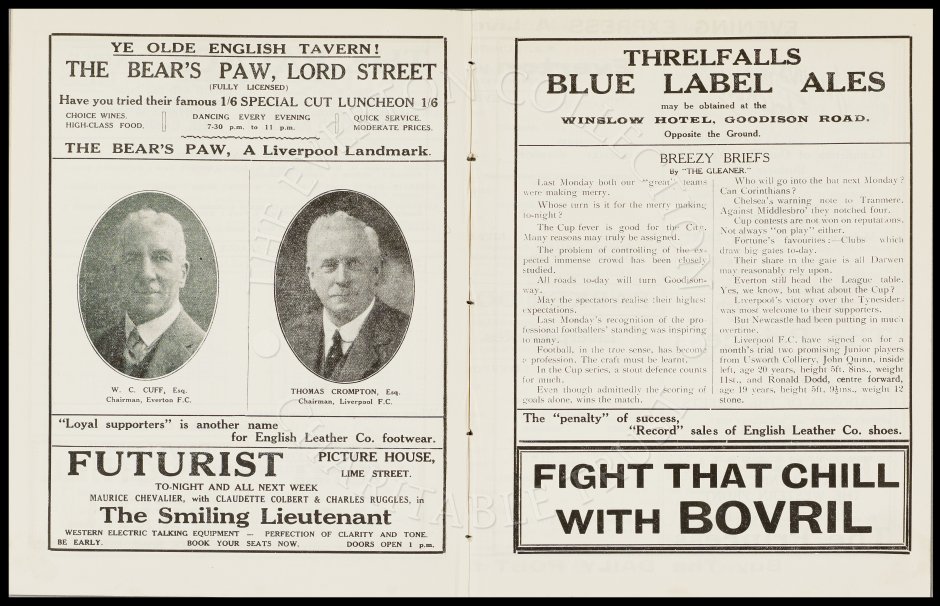 YE OLDE ENGLISH TAVERN!
THE BEAR'S PAW, LORD STREET
(FULLY LICENSED)
Have you tried their famous 1/6 SPECIAL CUT LUNCHEON 1/6
CHOICE WINES.
HIGH-CLASS FOOD.
DANCING EVERY EVENING
7-30 p.m. to 11 p.m.
QUICK SERVICE.
MODERATE PRICES.
THE BEAR'S PAW, A Liverpool Landmark.
W. C. CUFF, Esq.
Chairman, Everton F.C.
THOMAS CROMPTON, Esq.
Chairman, Liverpool F.C.
"Loyal supporters" is another name
for English Leather Co. footwear.
FUTURIST PICTURE HOUSE,
LIME STREET.
TO-NIGHT AND ALL NEXT WEEK
MAURICE CHEVALIER, with CLAUDETTE COLBERT & CHARLES RUGGLES, in
The Smiling Lieutenant
WESTERN ELECTRIC TALKING EQUIPMENT — PERFECTION OF CLARITY AND TONE.
BE EARLY. BOOK YOUR SEATS NOW. DOORS OPEN 1 p.m.
THRELFALLS
BLUE LABEL ALES
may be obtained at the
WINSLOW HOTEL, GOODISON ROAD.
Opposite the Ground.
BREEZY BRIEFS
By "THE GLEANER."
Last Monday both our "great" teams
were making merry.
Whose turn is it for the merry making
to-night?
The Cup fever is good for the City.
Many reasons may truly be assigned.
The problem of controlling of the ex-
pected immense crowd has been closely
studied.
All roads to-day will turn Goodison-
way.
May the spectators realise their highest
expectations.
Last Monday's recognition of the pro-
fessional footballers' standing was inspiring
to many.
Football, in the true sense, has become
a profession. The craft must be learnt.
In the Cup series, a stout defence counts
for much.
Even though admittedly the scoring of
goals alone, wins the match.
Who will go into the hat next Monday?
Can Corinthians?
Chelsea's warning note to Tranmere.
Against Middlesbro' they notched four.
Cup contests are not won on reputations.
Not always "on play" either.
Fortune's favourites:—Clubs which
draw big gates to-day.
Their share in the gate is all Darwen
may reasonably rely upon.
Everton still head the League table.
Yes, we know, but what about the Cup?
Liverpool's victory over the Tynesiders
was most welcome to their supporters.
But Newcastle had been putting in much
overtime.
Liverpool F.C. have signed on for a
month's trial two promising Junior players
from Usworth Colliery, John Quinn, inside
left, age 20 years, height 5ft. 8ins., weight
11st., and Ronald Dodd, centre forward,
age 19 years, height 5ft. 9½ins., weight 12
stone.
The "penalty" of success,
"Record" sales of English Leather Co. shoes.
FIGHT THAT CHILL
WITH BOVRIL
THE EVERTON COLLECTION
CHARITABLE TRUST